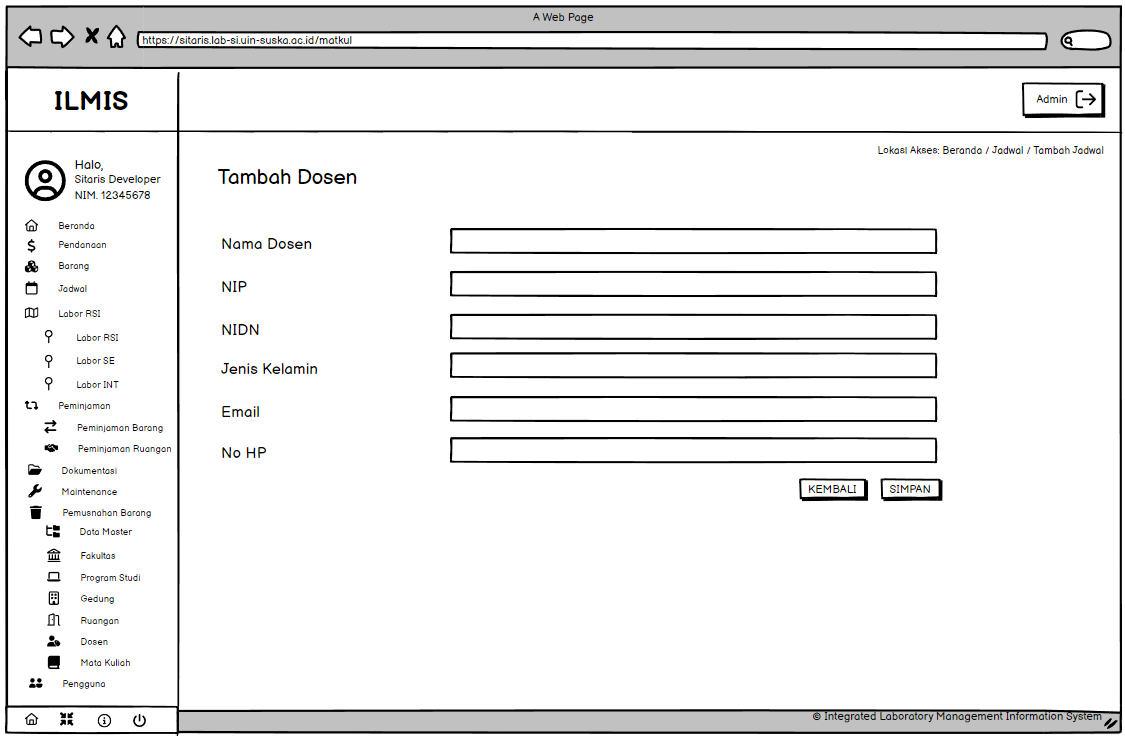 A Web Page
https://sitaris.lab-si.uin-suska.ac.id/matkul
ILMIS
Admin
Lokasi Akses: Beranda / Jadwal / Tambah Jadwal
Halo,
Sitaris Developer
NIM. 12345678
Beranda
Pendanaan
Barang
Jadwal
Labor RSI
Labor RSI
Labor SE
Labor INT
Peminjaman
Peminjaman Barang
Peminjaman Ruangan
Dokumentasi
Maintenance
Pemusnahan Barang
Data Master
Fakultas
Program Studi
Gedung
Ruangan
Dosen
Mata Kuliah
Pengguna
Tambah Dosen
Nama Dosen
NIP
NIDN
Jenis Kelamin
Email
No HP
KEMBALI
SIMPAN
© Integrated Laboratory Management Information System